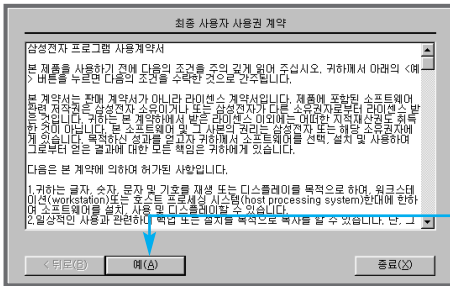 최종 사용자 사용권 계약
삼성전자 프로그램 사용계약서
본 제품을 사용하기 전에 다음의 조건을 주의 깊게 읽어 주십시오. 귀하께서 아래의 <예
> 버튼을 누르면 다음의 조건을 수락한 것으로 간주됩니다.
본 계약서는 판매 계약서가 아니라 라이센스 계약서입니다. 제품에 포함된 소프트웨어
관련 저작권은 삼성전자 소유이거나 또는 삼성전자가 다른 소유권자로부터 라이센스 받
은 것입니다. 귀하는 본 계약하에서 받은 라이센스 이외에는 어떠한 지적재산권도 취득
한 것이 아닙니다. 본 소프트웨어 및 그 사본의 권리는 삼성전자 또는 해당 소유권자에
게 있습니다. 목적하신 성과를 얻고자 귀하께서 소프트웨어를 선택, 설치 및 사용하여
그로부터 얻은 결과에 대한 모든 책임은 귀하에게 있습니다.
다음은 본 계약에 의하여 허가된 사항입니다.
1.귀하는 글자, 숫자, 문자 및 기호를 재생 또는 디스플레이를 목적으로 하여, 워크스테
이션(workstation)또는 호스트 프로세싱 시스템(host processing system)한대에 한하
여 소프트웨어를 설치, 사용 및 디스플레이할 수 있습니다.
2.일상적인 사용과 관련하여 백업 또는 설치를 목적으로 복사를 할 수 있습니다. 단, 그
< 뒤로(B)
예(A)
종료(X)